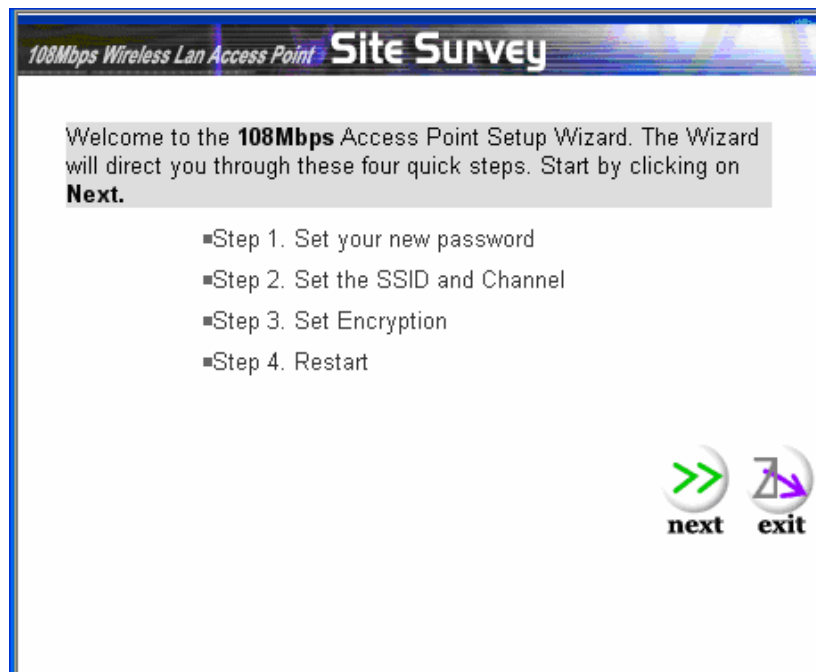 108Mbps Wireless Lan Access Point Site Survey
Welcome to the 108Mbps Access Point Setup Wizard. The Wizard
will direct you through these four quick steps. Start by clicking on
Next.
Step 1. Set your new password
Step 2. Set the SSID and Channel
Step 3. Set Encryption
Step 4. Restart
next exit